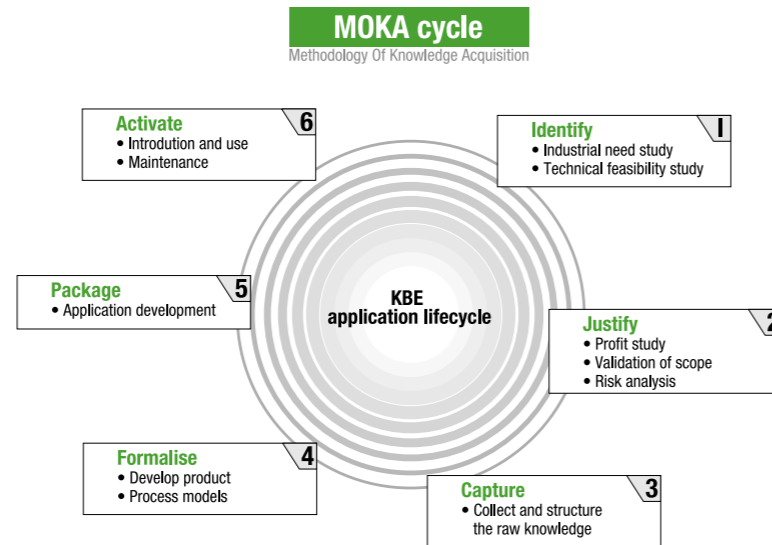 MOKA cycle
Methodology Of Knowledge Acquisition
6
Activate
• Introdution and use
• Maintenance
I
Identify
• Industrial need study
• Technical feasibility study
5
Package
• Application development
KBE
application lifecycle
2
Justify
• Profit study
• Validation of scope
• Risk analysis
4
Formalise
• Develop product
• Process models
3
Capture
• Collect and structure
the raw knowledge